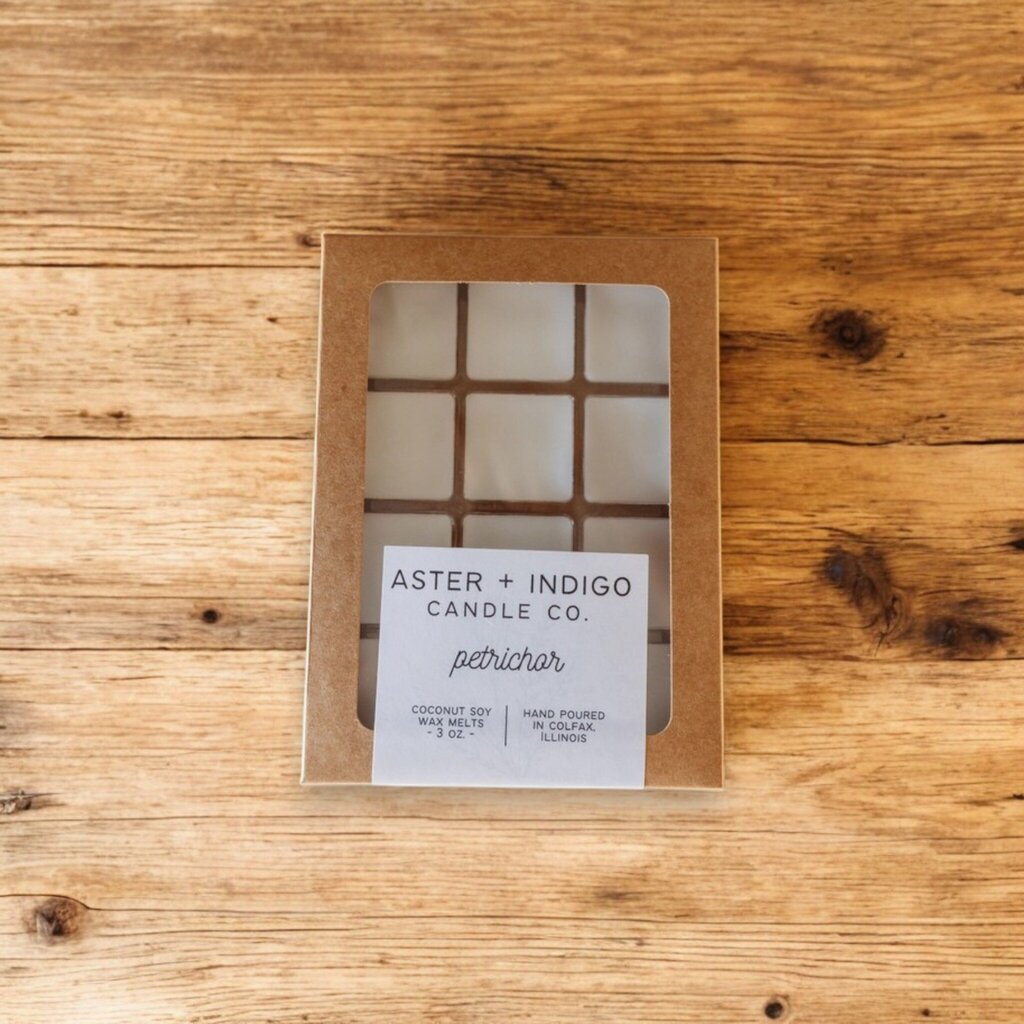 ASTER + INDIGO
CANDLE CO.
petrichor
COCONUT SOY
WAX MELTS
- 3 OZ. -
HAND POURED
IN COLFAX,
ILLINOIS